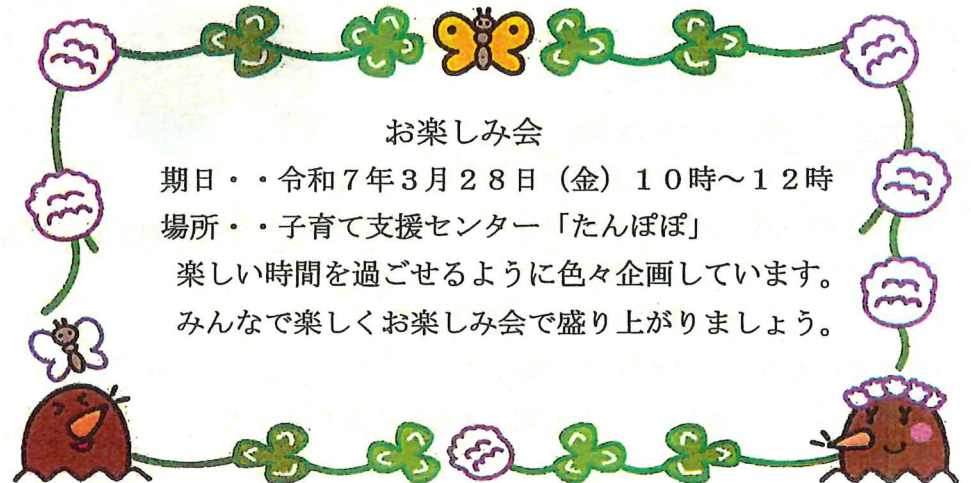 お楽しみ会
期日・・令和7年3月28日（金）10時～12時
場所・・子育て支援センター「たんぽぽ」
楽しい時間を過ごせるように色々企画しています。
みんなで楽しくお楽しみ会で盛り上がりましょう。